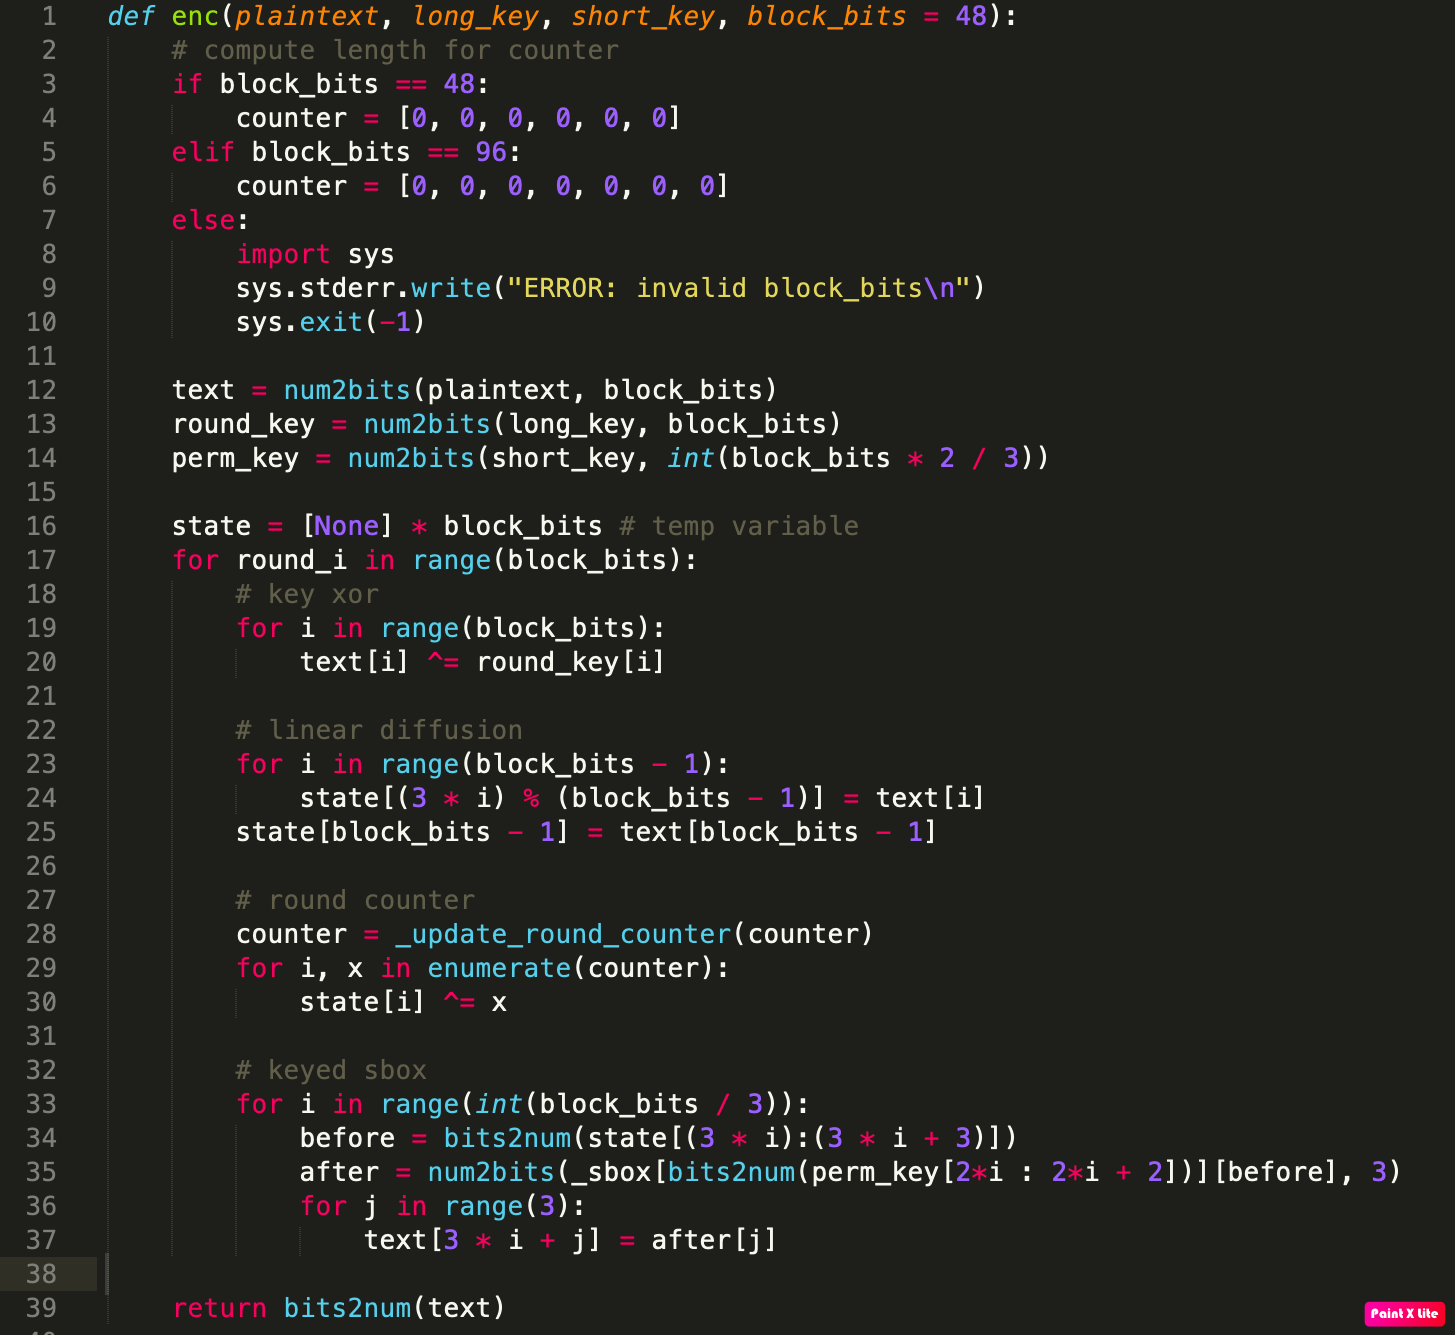 1 def enc(plaintext, long_key, short_key, block_bits = 48):
2 # compute length for counter
3 if block_bits == 48:
4 counter = [0, 0, 0, 0, 0, 0]
5 elif block_bits == 96:
6 counter = [0, 0, 0, 0, 0, 0, 0]
7 else:
8 import sys
9 sys.stderr.write("ERROR: invalid block_bits\n")
10 sys.exit(-1)
11
12 text = num2bits(plaintext, block_bits)
13 round_key = num2bits(long_key, block_bits)
14 perm_key = num2bits(short_key, int(block_bits * 2 / 3))
15
16 state = [None] * block_bits # temp variable
17 for round_i in range(block_bits):
18 # key xor
19 for i in range(block_bits):
20 text[i] ^= round_key[i]
21
22 # linear diffusion
23 for i in range(block_bits - 1):
24 state[(3 * i) % (block_bits - 1)] = text[i]
25 state[block_bits - 1] = text[block_bits - 1]
26
27 # round counter
28 counter = _update_round_counter(counter)
29 for i, x in enumerate(counter):
30 state[i] ^= x
31
32 # keyed sbox
33 for i in range(int(block_bits / 3)):
34 before = bits2num(state[(3 * i):(3 * i + 3)])
35 after = num2bits(_sbox[bits2num(perm_key[2*i : 2*i + 2])][before], 3)
36 for j in range(3):
37 text[3 * i + j] = after[j]
38
39 return bits2num(text)
Paint X Lite